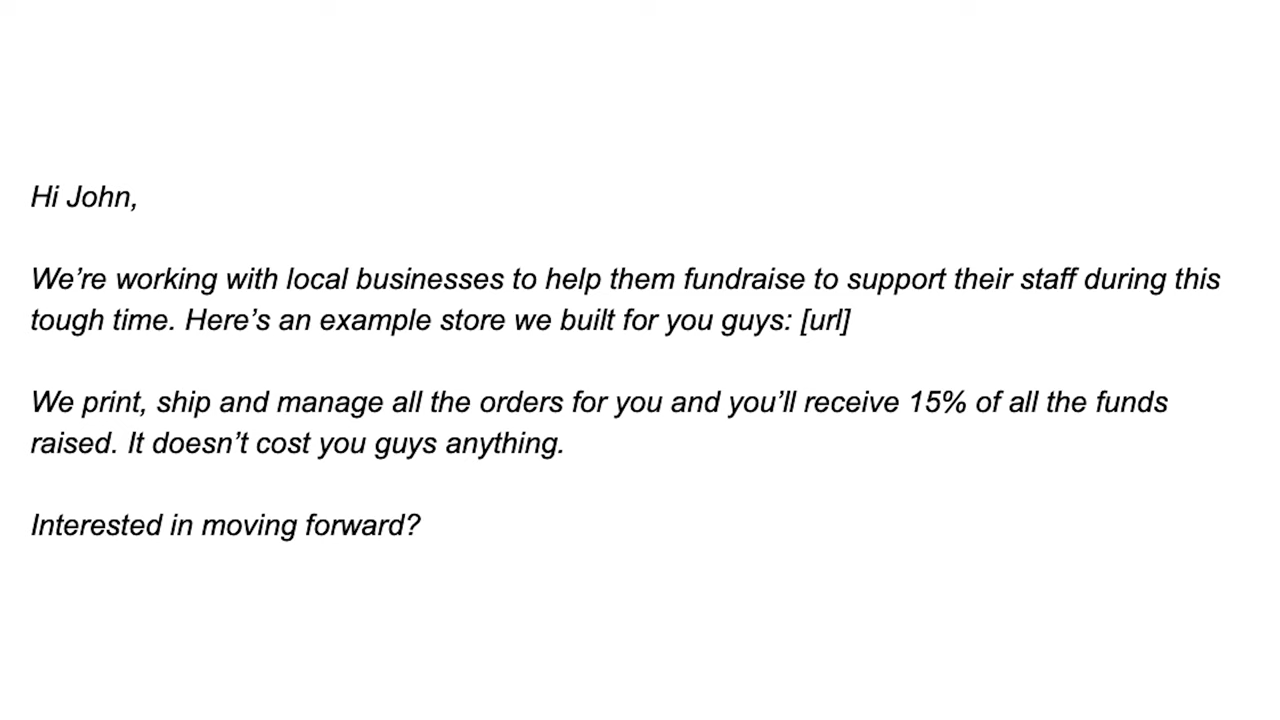 Hi John,
We’re working with local businesses to help them fundraise to support their staff during this
tough time. Here’s an example store we built for you guys: [url]
We print, ship and manage all the orders for you and you’ll receive 15% of all the funds
raised. It doesn’t cost you guys anything.
Interested in moving forward?